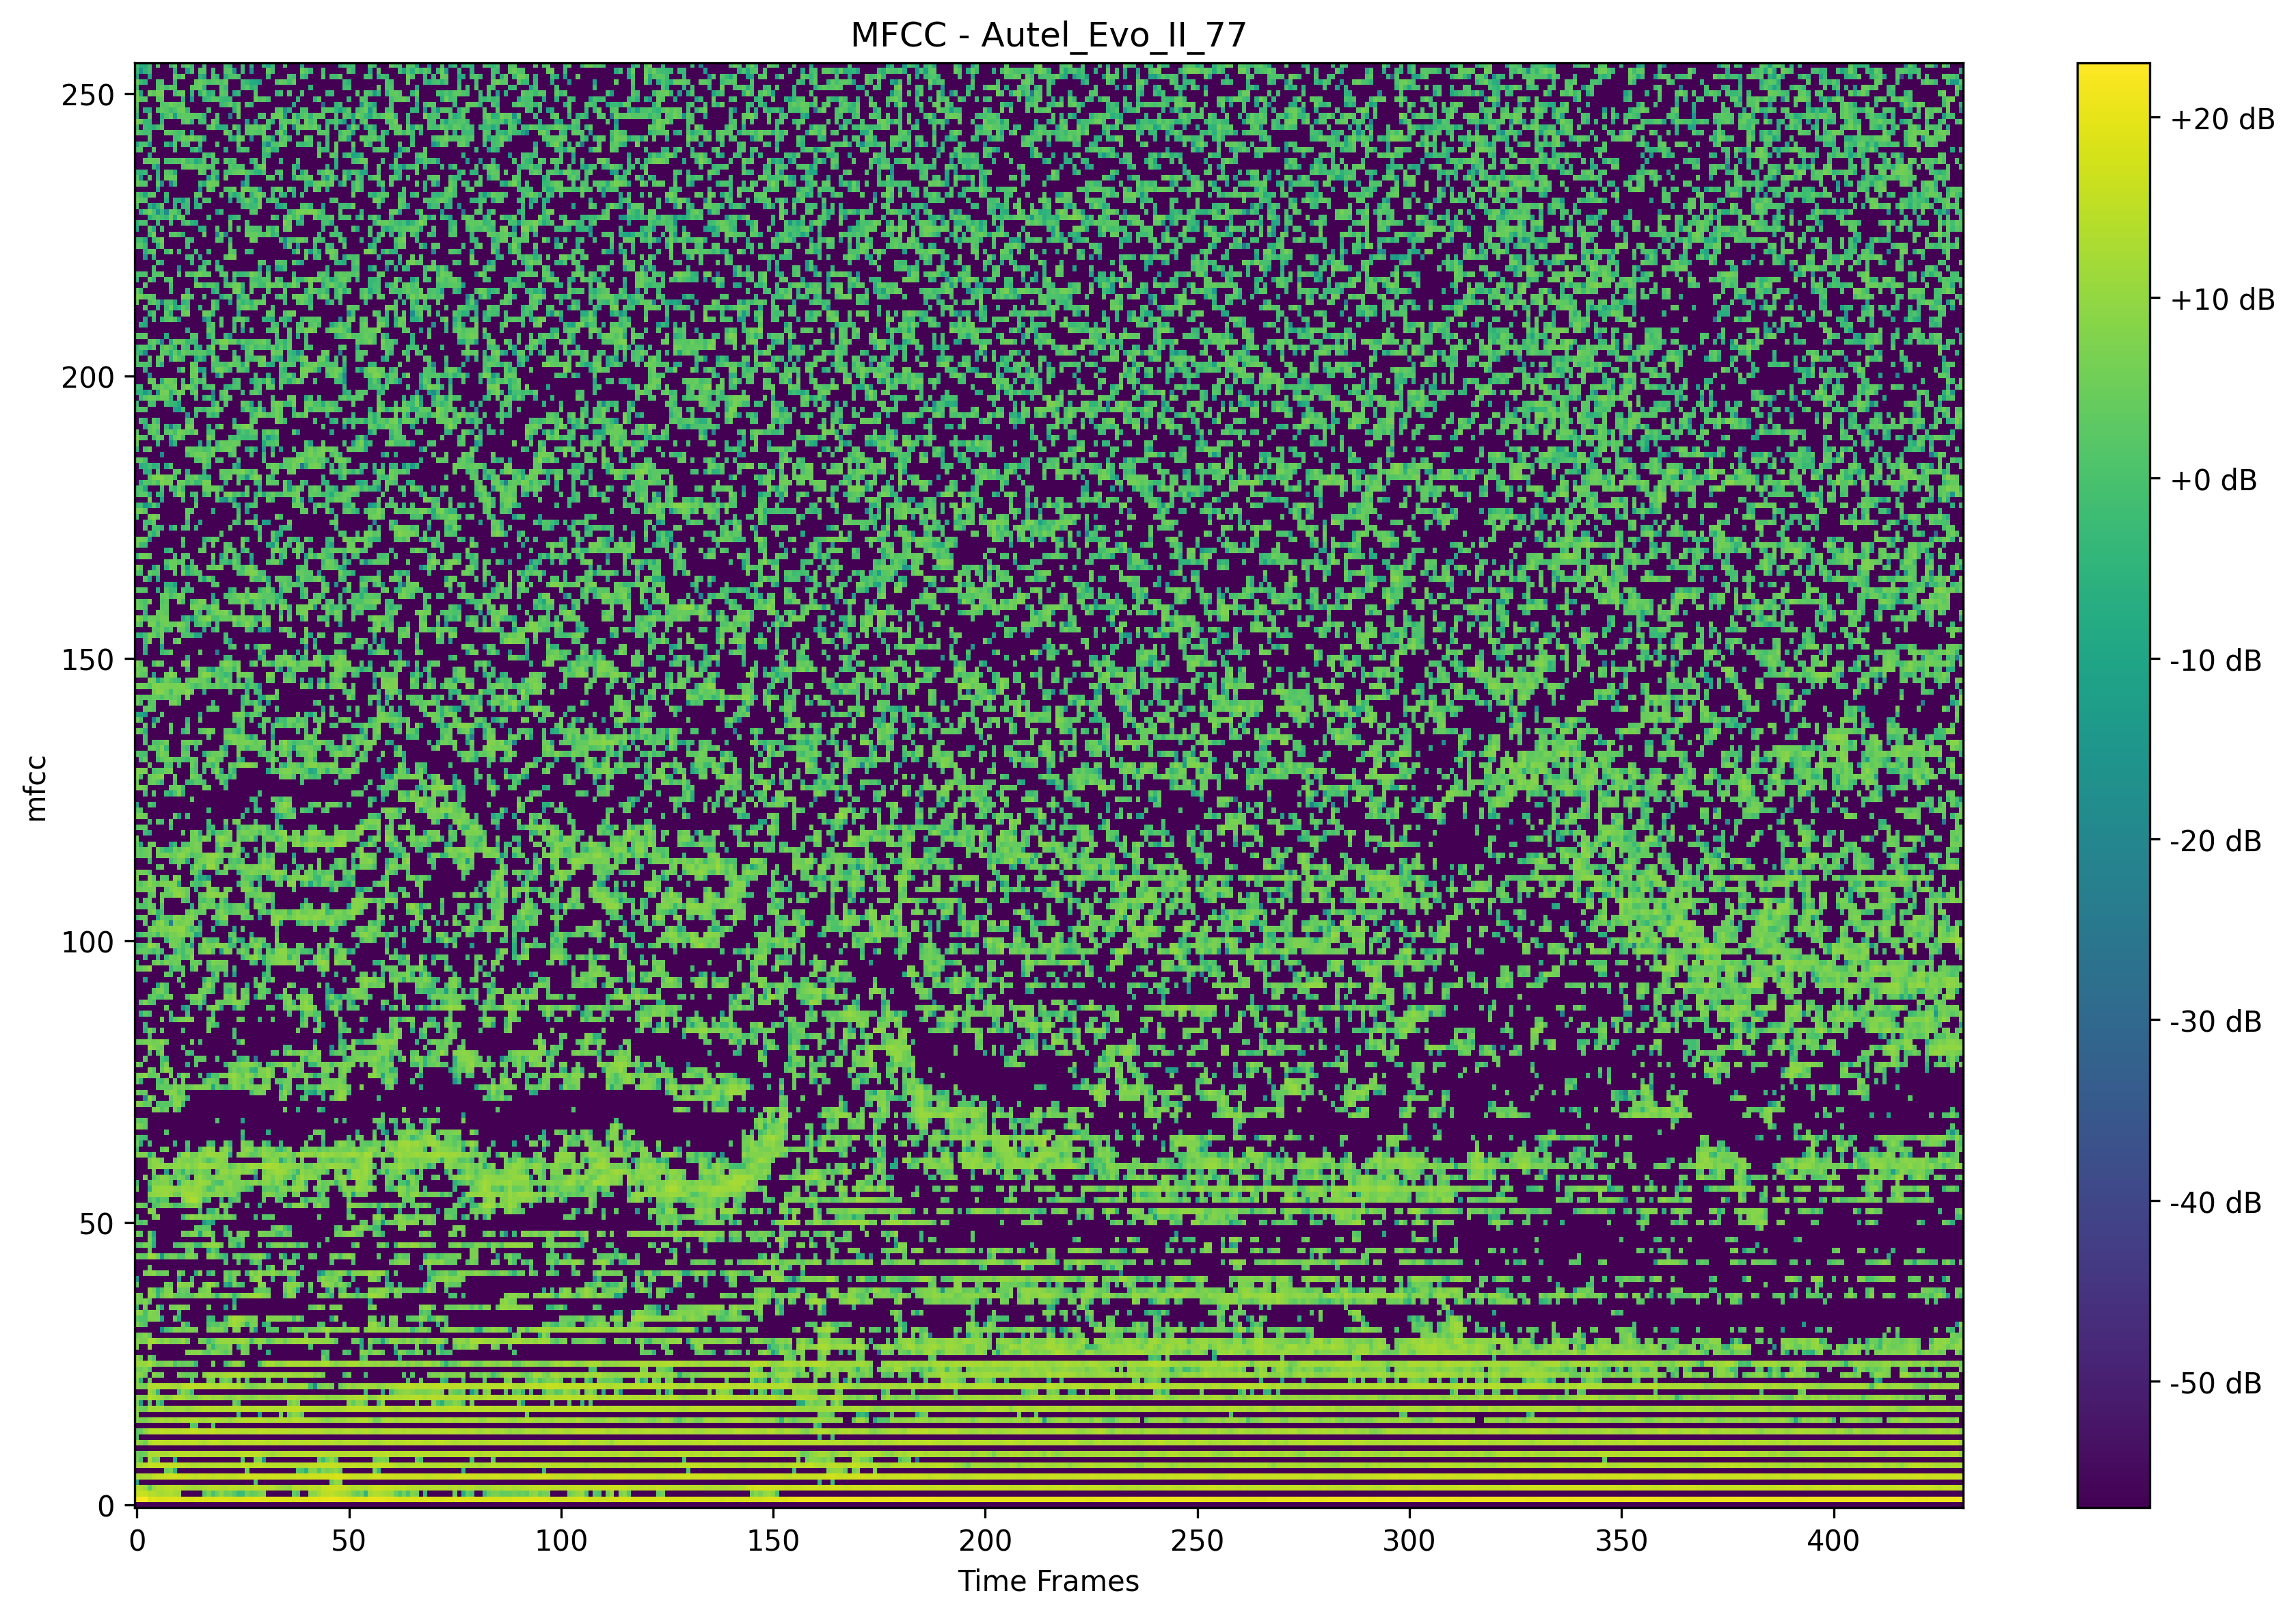 MFCC - Autel_Evo_II_77
250
200
150
100
50
0
mfcc
0 50 100 150 200 250 300 350 400
Time Frames
+20 dB
+10 dB
+0 dB
-10 dB
-20 dB
-30 dB
-40 dB
-50 dB